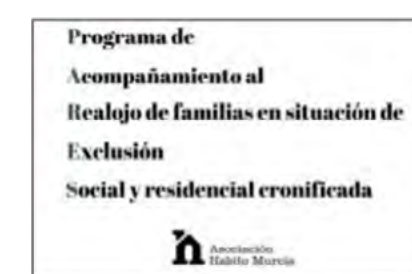 Programa de
Acompañamiento al
Realojo de familias en situación de
Exclusión
Social y residencial cronificada
Asociación
Habito Murcia